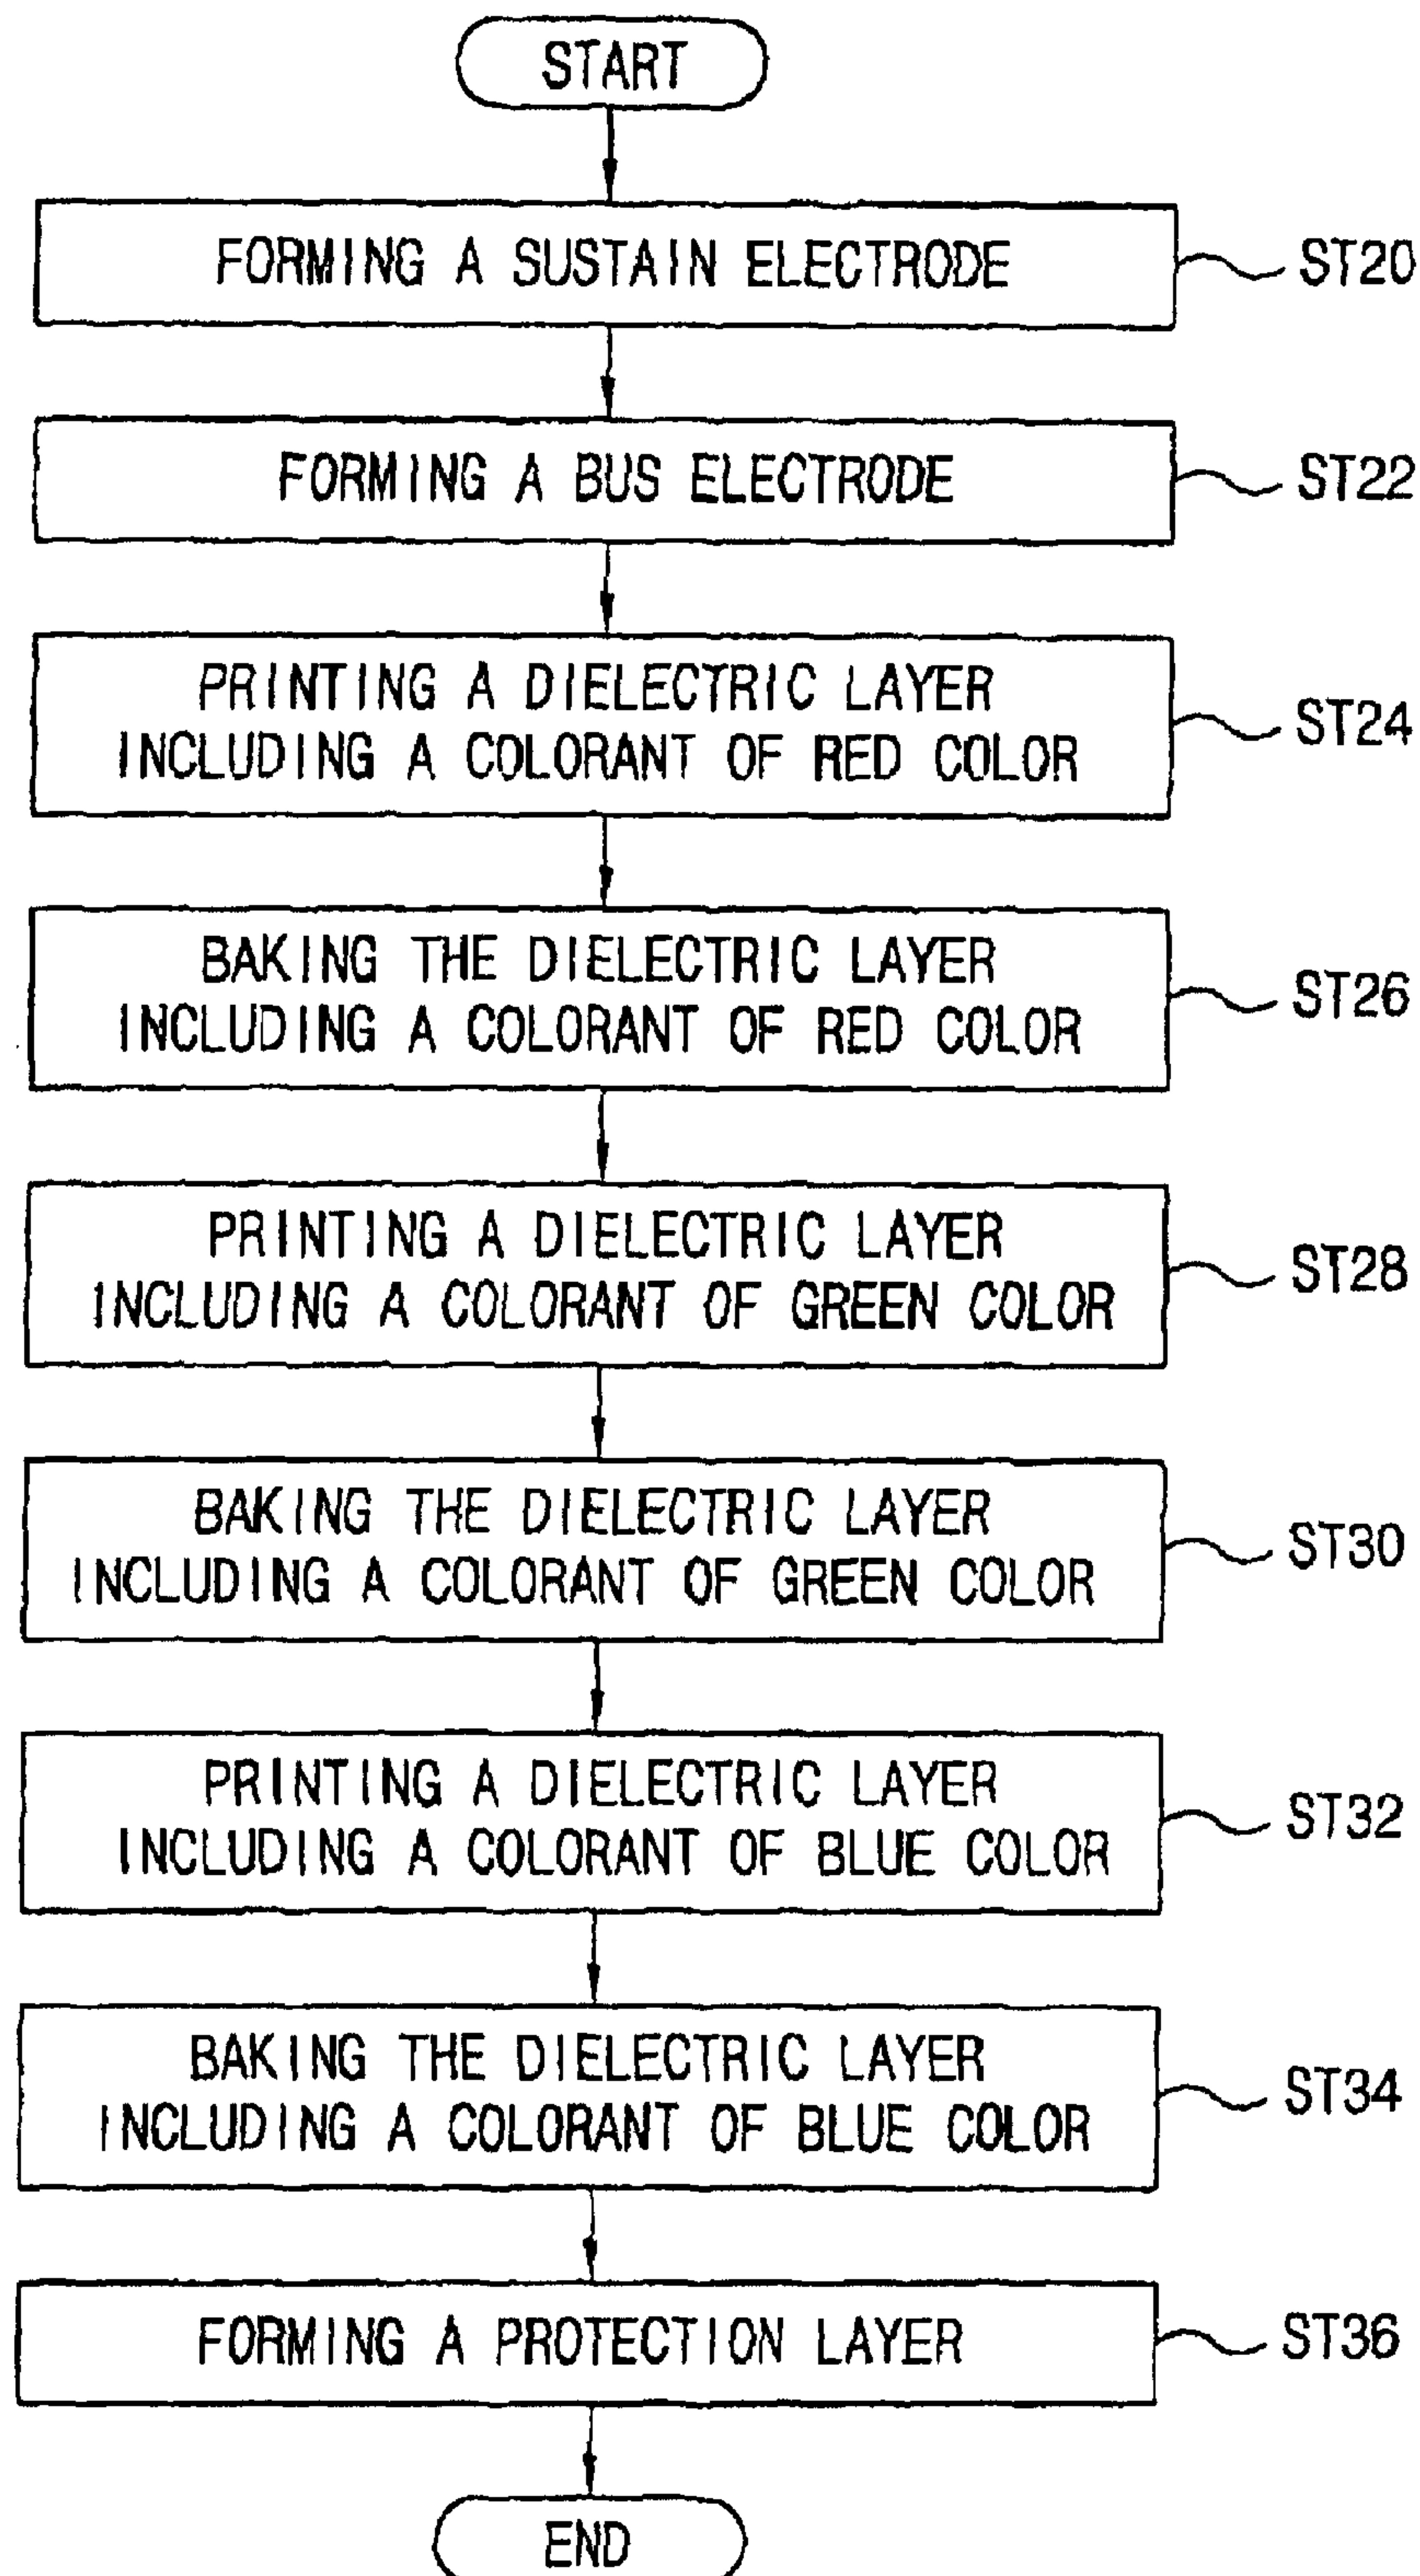 START
FORMING A SUSTAIN ELECTRODE
ST20
FORMING A BUS ELECTRODE
ST22
PRINTING A DIELECTRIC LAYER
INCLUDING A COLORANT OF RED COLOR
ST24
BAKING THE DIELECTRIC LAYER
INCLUDING A COLORANT OF RED COLOR
ST26
PRINTING A DIELECTRIC LAYER
INCLUDING A COLORANT OF GREEN COLOR
ST28
BAKING THE DIELECTRIC LAYER
INCLUDING A COLORANT OF GREEN COLOR
ST30
PRINTING A DIELECTRIC LAYER
INCLUDING A COLORANT OF BLUE COLOR
ST32
BAKING THE DIELECTRIC LAYER
INCLUDING A COLORANT OF BLUE COLOR
ST34
FORMING A PROTECTION LAYER
ST36
END